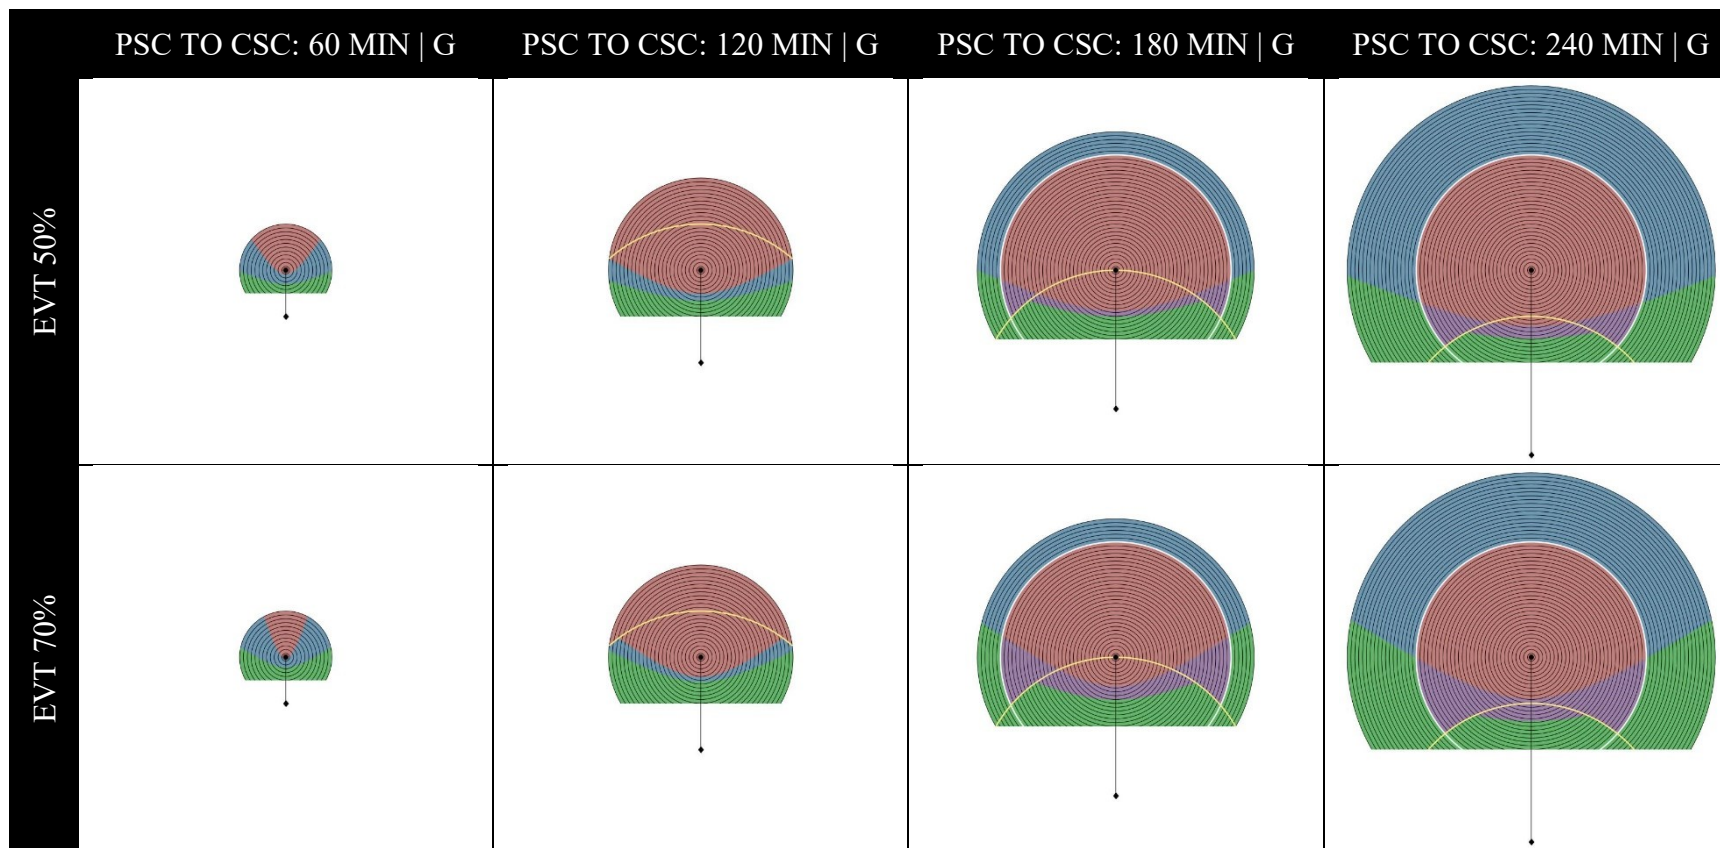 PSC TO CSC: 60 MIN | G
PSC TO CSC: 120 MIN | G
PSC TO CSC: 180 MIN | G
PSC TO CSC: 240 MIN | G
EVT 50%
EVT 70%